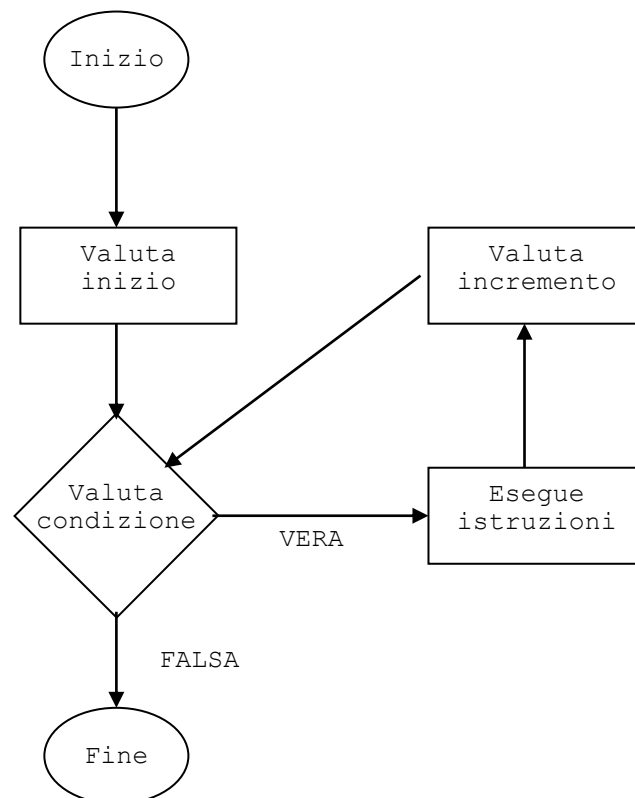 Inizio
Valuta
inizio
Valuta
incremento
Valuta
condizione
VERA
Esegue
istruzioni
FALSA
Fine